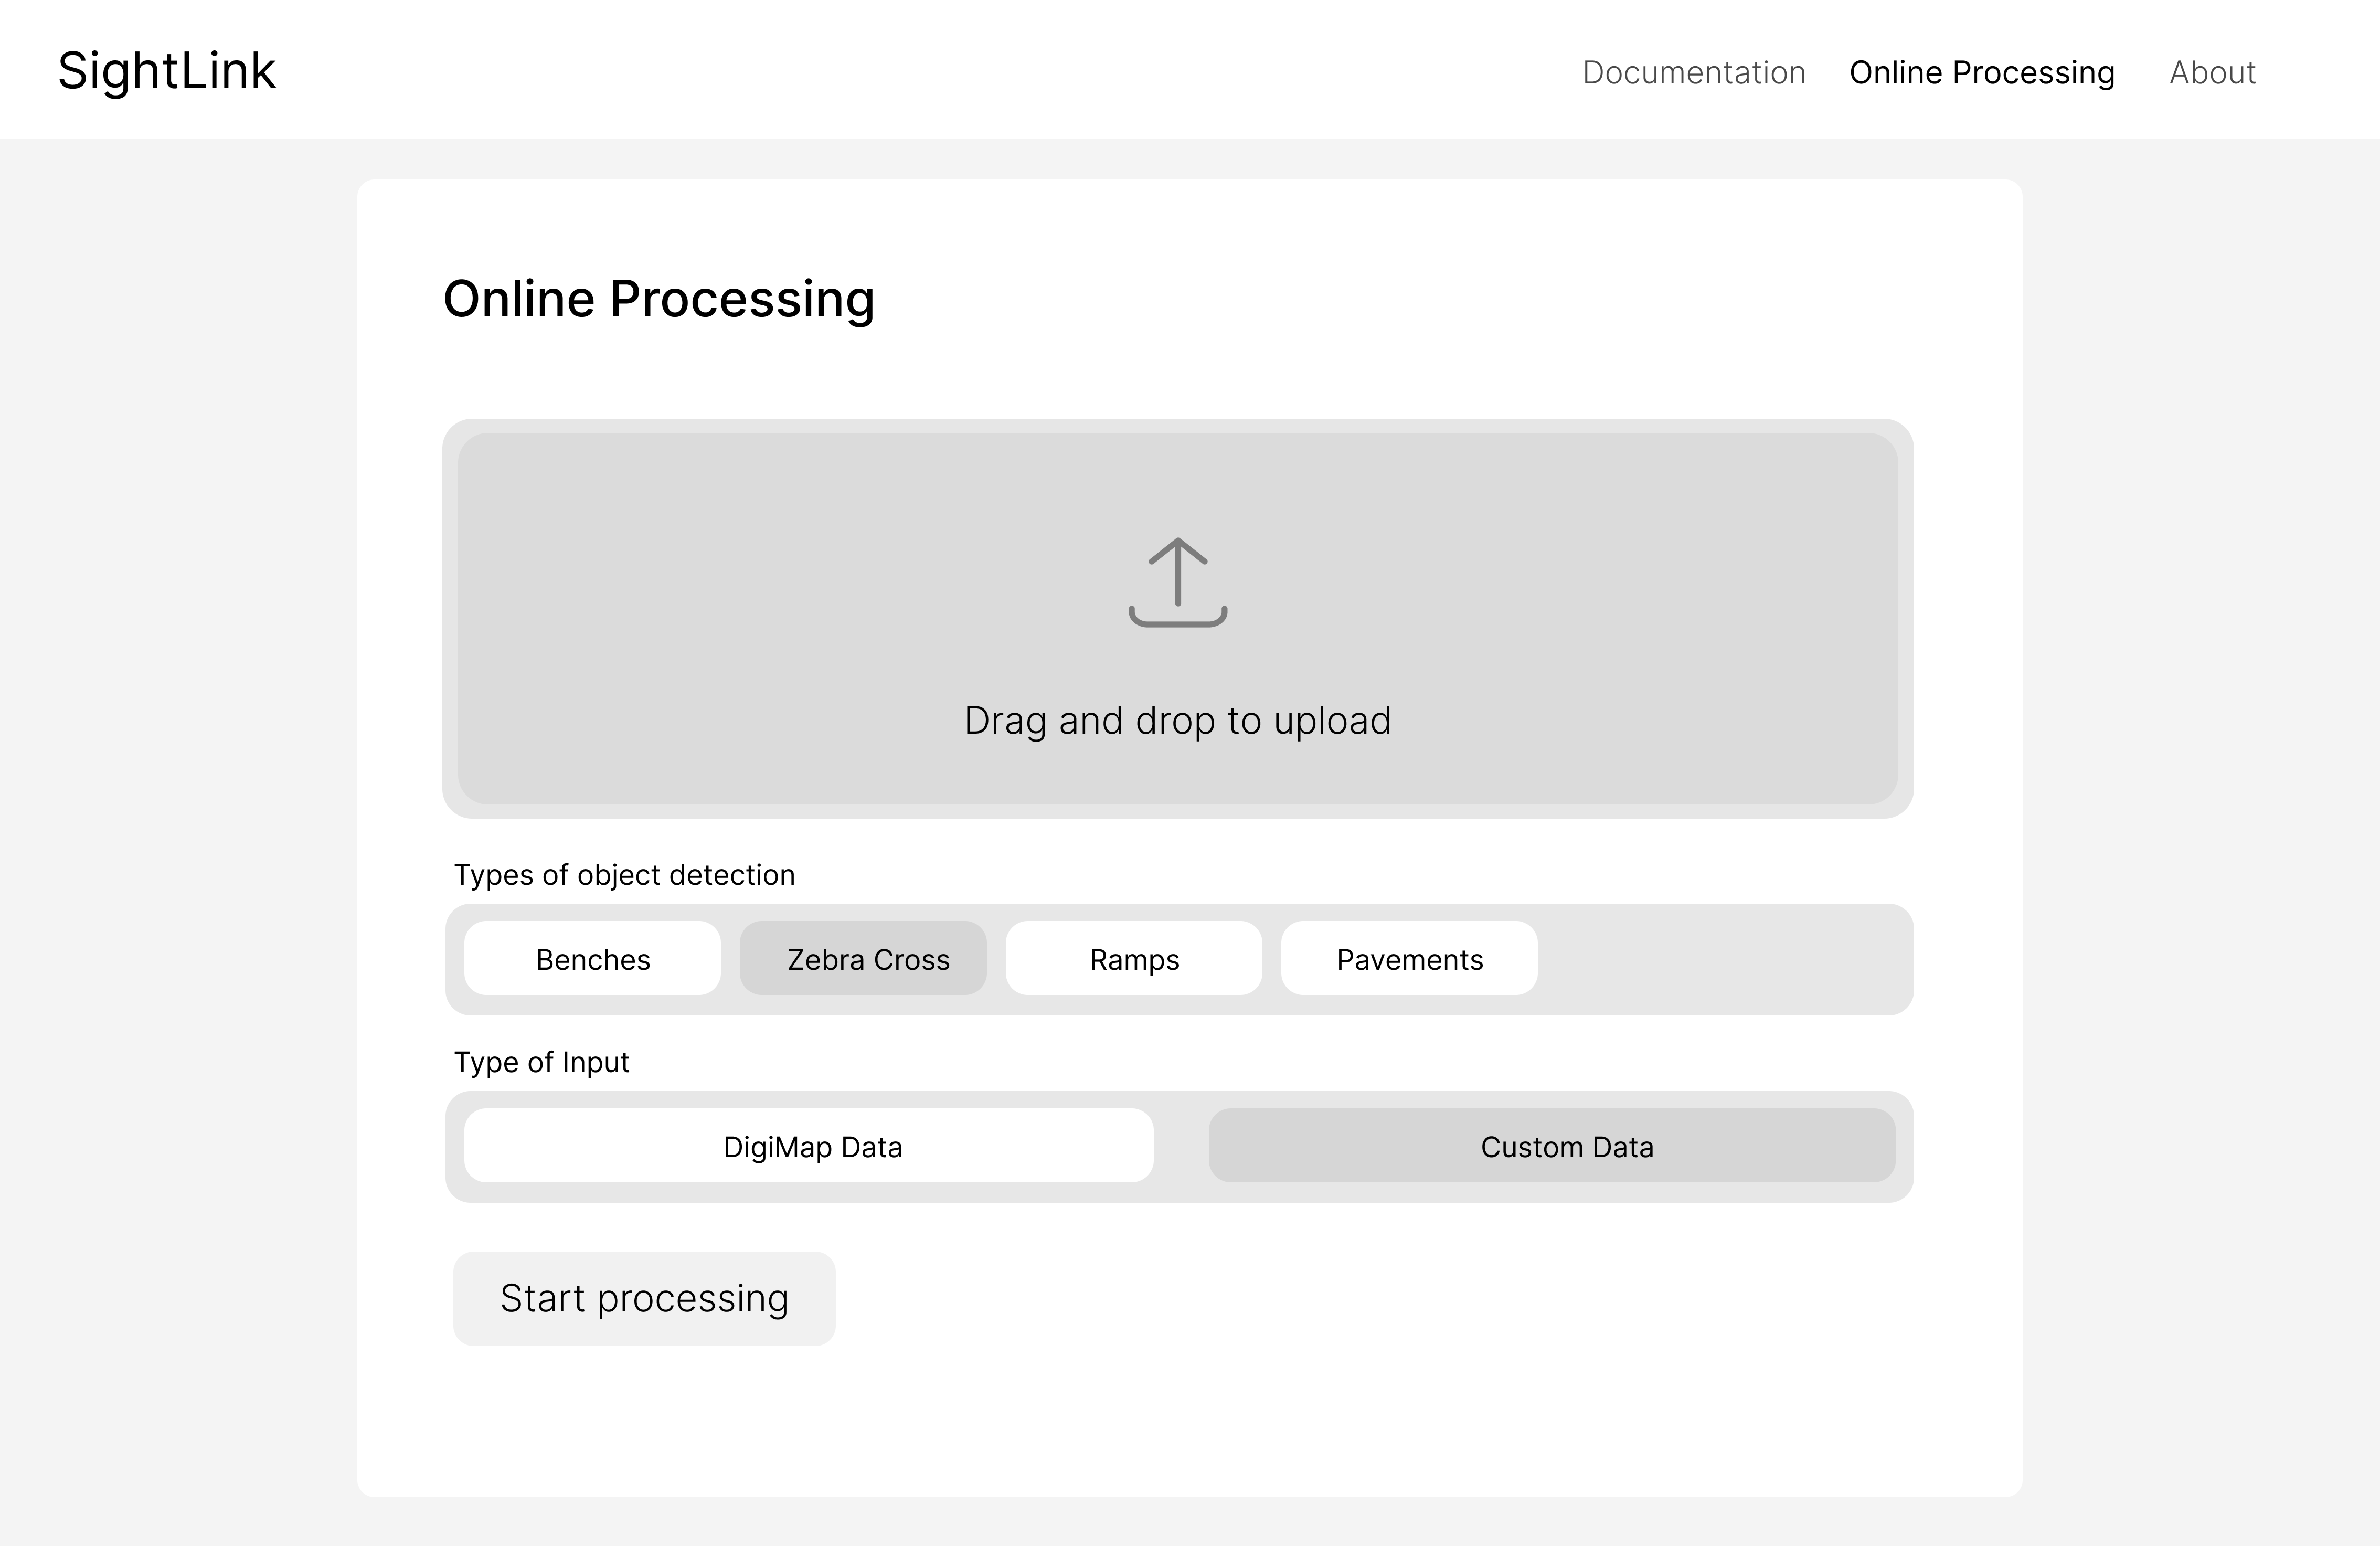 SightLink
Documentation Online Processing About
Online Processing
Drag and drop to upload
Types of object detection
Benches Zebra Cross Ramps Pavements
Type of Input
DigiMap Data Custom Data
Start processing